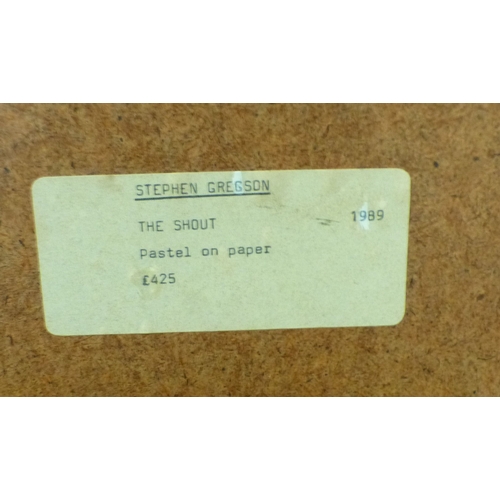 STEPHEN GREGSON
THE SHOUT 1989
Pastel on paper
£425